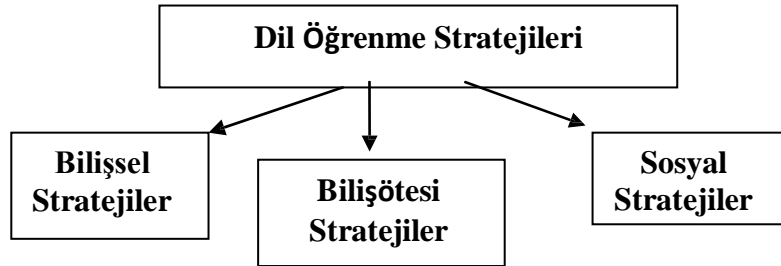 Dil Öğrenme Stratejileri
Bilişsel
Stratejiler
Bilişötesi
Stratejiler
Sosyal
Stratejiler